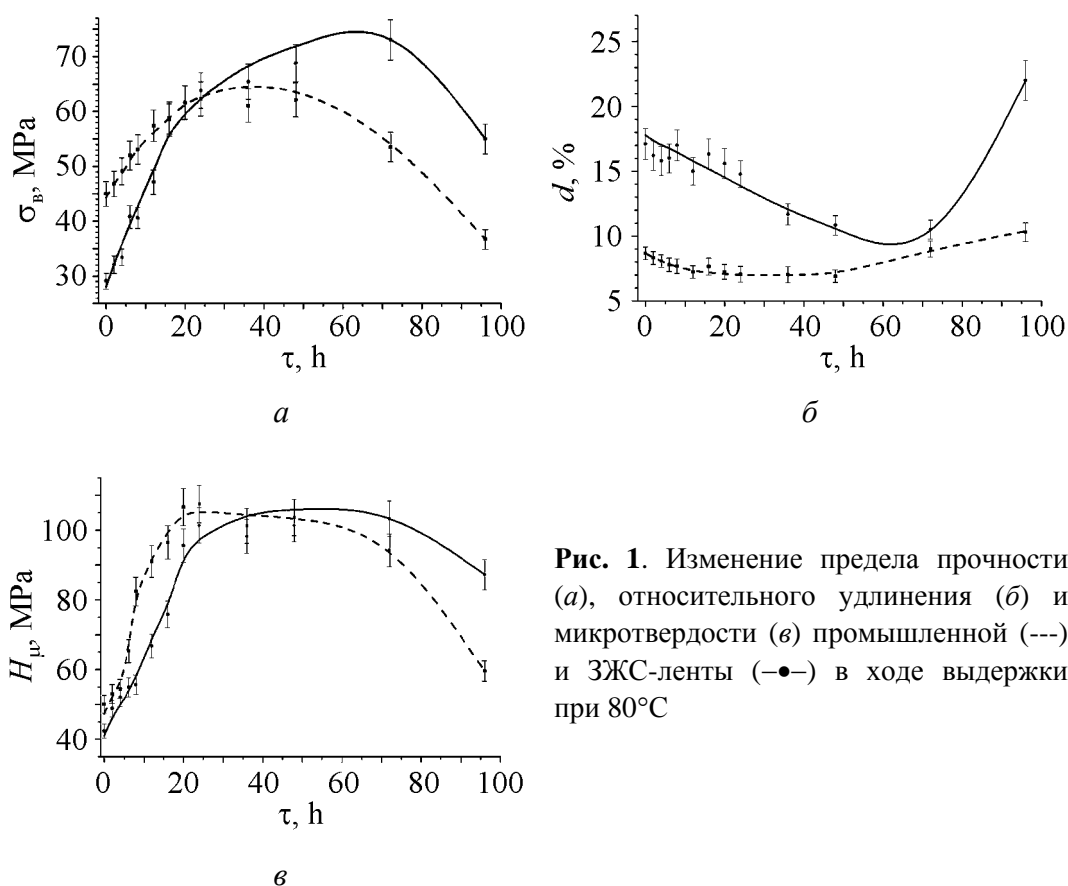 70
60
50
40
30
σв, MPa
0 20 40 60 80 100
τ, h
а
25
20
15
10
5
d, %
0 20 40 60 80 100
τ, h
б
100
80
60
40
Hμ, MPa
0 20 40 60 80 100
τ, h
в
Рис. 1. Изменение предела прочности
(а), относительного удлинения (б) и
микротвердости (в) промышленной (---)
и ЗЖС-ленты (–●–) в ходе выдержки
при 80°С